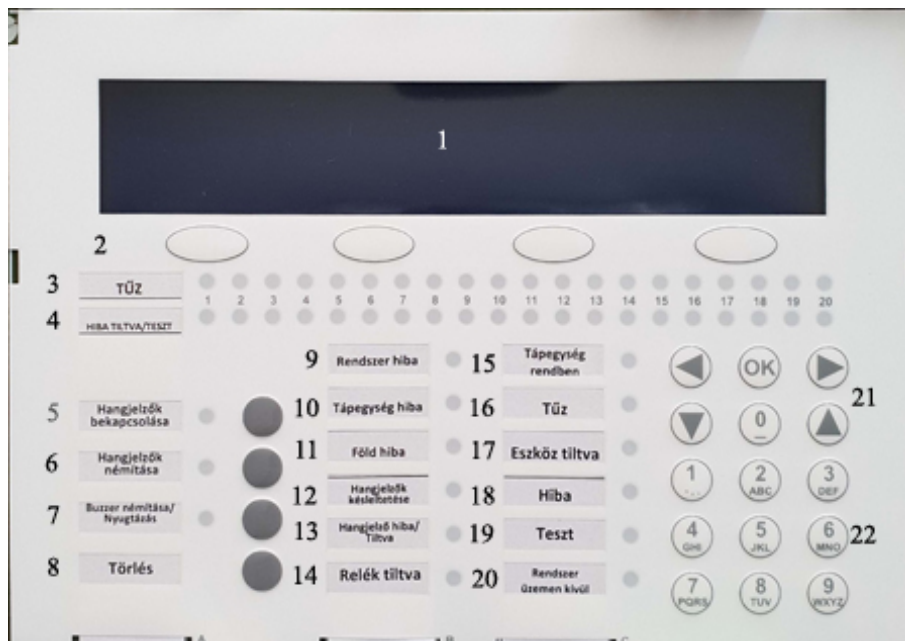 1
2
3 TŰZ
1 2 3 4 5 6 7 8 9 10 11 12 13 14 15 16 17 18 19 20
4 HIBA TILTVA/TESZT
9 Rendszer hiba
15 Tápegység
rendben
OK
5 Hangjelzők
bekapcsolása
10 Tápegység hiba
16 Tűz
0
_
21
6 Hangjelzők
némítása
11 Föld hiba
17 Eszköz tiltva
1
2
ABC
3
DEF
7 Buzzer némítása/
Nyugtázás
12 Hangjelzők
késleltetése
18 Hiba
13 Hangjelző hiba/
Tiltva
19 Teszt
4
GHI
5
JKL
6
MNO
22
8 Törlés
14 Relék tiltva
20 Rendszer
üzemen kívül
7
PQRS
8
TUV
9
WXYZ
A B C